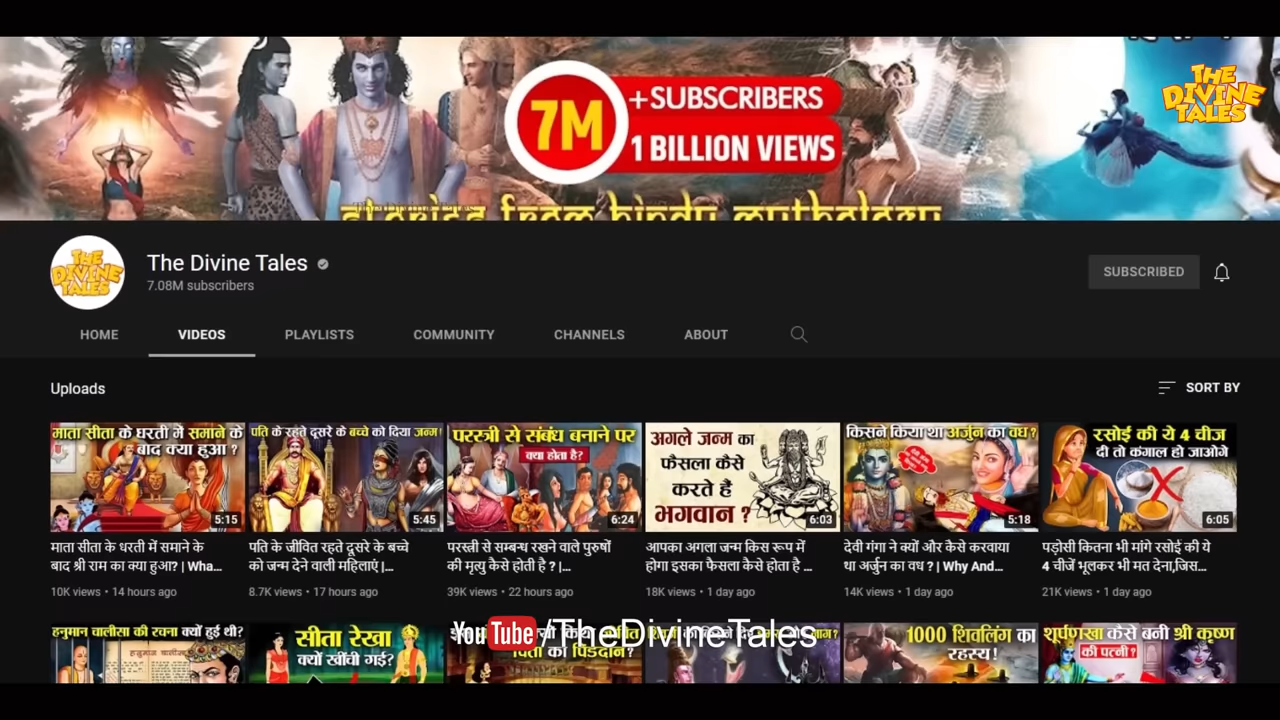 7M
+SUBSCRIBERS
1 BILLION VIEWS
THE
DIVINE
TALES
THE
DIVINE
TALES
The Divine Tales
7.08M subscribers
SUBSCRIBED
HOME VIDEOS PLAYLISTS COMMUNITY CHANNELS ABOUT
Uploads
SORT BY
माता सीता के धरती में समाने के
बाद क्या हुआ ?
5:15
माता सीता के धरती में समाने के
बाद श्री राम का क्या हुआ? | Wha...
10K views • 14 hours ago
पति के रहते दूसरे के बच्चे को दिया जन्म!
5:45
पति के जीवित रहते दूसरे के बच्चे
को जन्म देने वाली महिलाएं |...
8.7K views • 17 hours ago
परस्त्री से संबंध बनाने पर
क्या होता है?
6:24
परस्त्री से सम्बन्ध रखने वाले पुरुषों
की मृत्यु कैसे होती है ? |...
39K views • 22 hours ago
अगले जन्म का
फैसला कैसे
करते हैं
भगवान ?
6:03
आपका अगला जन्म किस रूप में
होगा इसका फैसला कैसे होता है ...
18K views • 1 day ago
किसने किया था अर्जुन का वध ?
5:18
देवी गंगा ने क्यों और कैसे करवाया
था अर्जुन का वध ? | Why And...
14K views • 1 day ago
रसोई की ये 4 चीज
दी तो कंगाल हो जाओगे
6:05
पड़ोसी कितना भी मांगे रसोई की ये
4 चीजें भूलकर भी मत देना,जिस...
21K views • 1 day ago
हनुमान चालीसा की रचना क्यों हुई थी?
सीता रेखा
क्यों खींची गई?
का पिंडदान?
1000 शिवलिंग का
रहस्य!
शूर्पणखा कैसे बनी श्री कृष्ण
की पत्नी?
YouTube/TheDivineTales